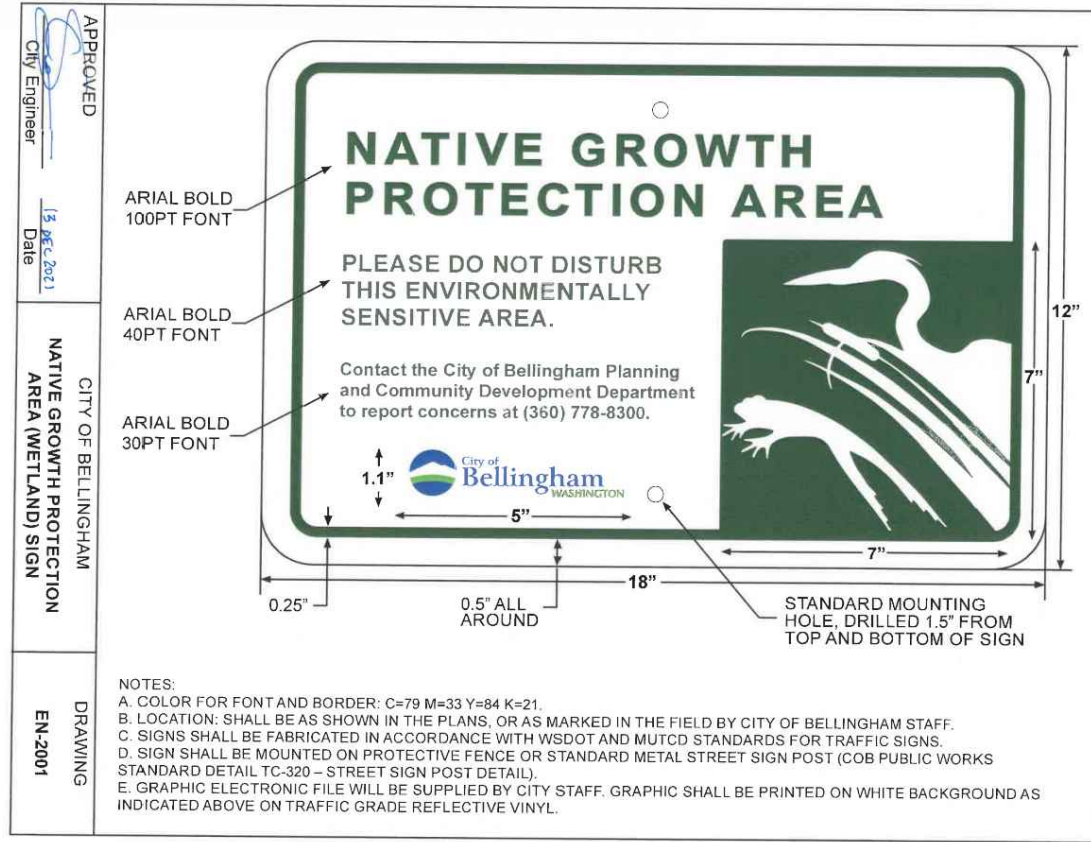 APPROVED
City Engineer
13 DEC 2021
Date
CITY OF BELLINGHAM
NATIVE GROWTH PROTECTION
AREA (WETLAND) SIGN
DRAWING
EN-2001
NATIVE GROWTH
PROTECTION AREA
ARIAL BOLD
100PT FONT
PLEASE DO NOT DISTURB
THIS ENVIRONMENTALLY
SENSITIVE AREA.
ARIAL BOLD
40PT FONT
Contact the City of Bellingham Planning
and Community Development Department
to report concerns at (360) 778-8300.
ARIAL BOLD
30PT FONT
1.1"
City of
Bellingham
WASHINGTON
5"
12"
7"
7"
18"
0.25"
0.5" ALL
AROUND
STANDARD MOUNTING
HOLE, DRILLED 1.5" FROM
TOP AND BOTTOM OF SIGN
NOTES:
A. COLOR FOR FONT AND BORDER: C=79 M=33 Y=84 K=21.
B. LOCATION: SHALL BE AS SHOWN IN THE PLANS, OR AS MARKED IN THE FIELD BY CITY OF BELLINGHAM STAFF.
C. SIGNS SHALL BE FABRICATED IN ACCORDANCE WITH WSDOT AND MUTCD STANDARDS FOR TRAFFIC SIGNS.
D. SIGN SHALL BE MOUNTED ON PROTECTIVE FENCE OR STANDARD METAL STREET SIGN POST (COB PUBLIC WORKS
STANDARD DETAIL TC-320 – STREET SIGN POST DETAIL).
E. GRAPHIC ELECTRONIC FILE WILL BE SUPPLIED BY CITY STAFF. GRAPHIC SHALL BE PRINTED ON WHITE BACKGROUND AS
INDICATED ABOVE ON TRAFFIC GRADE REFLECTIVE VINYL.